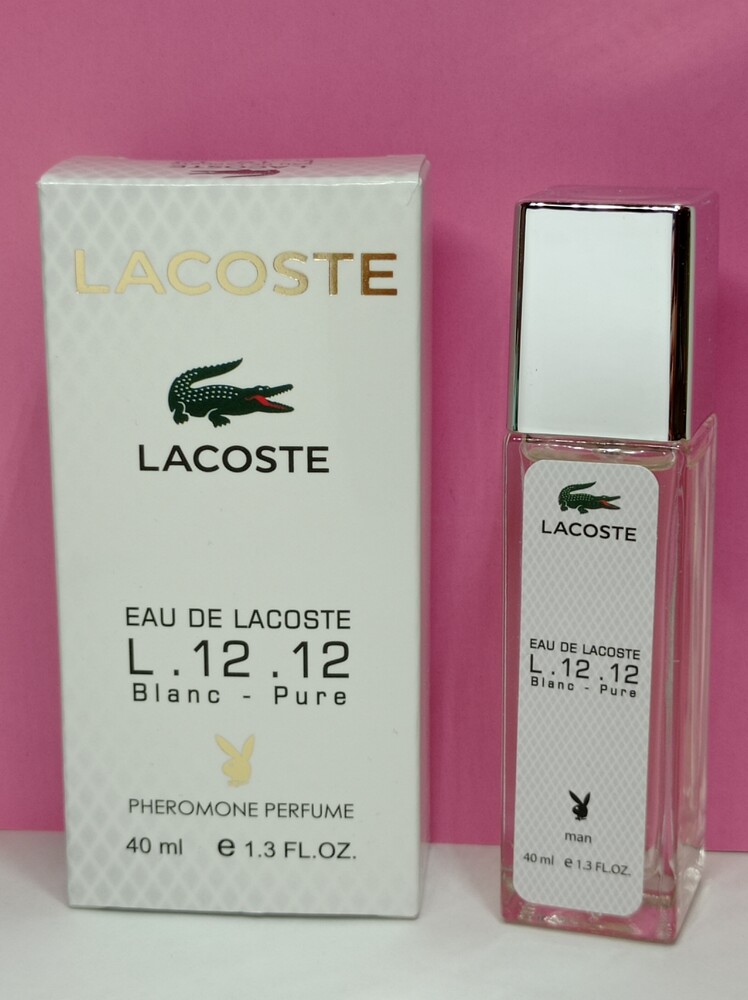 LACOSTE
LACOSTE
LACOSTE
EAU DE LACOSTE
L.12.12
Blanc - Pure
PHEROMONE PERFUME
40 ml e 1.3 FL.OZ.
LACOSTE
EAU DE LACOSTE
L.12.12
Blanc - Pure
man
40 ml e 1.3 FL.OZ.